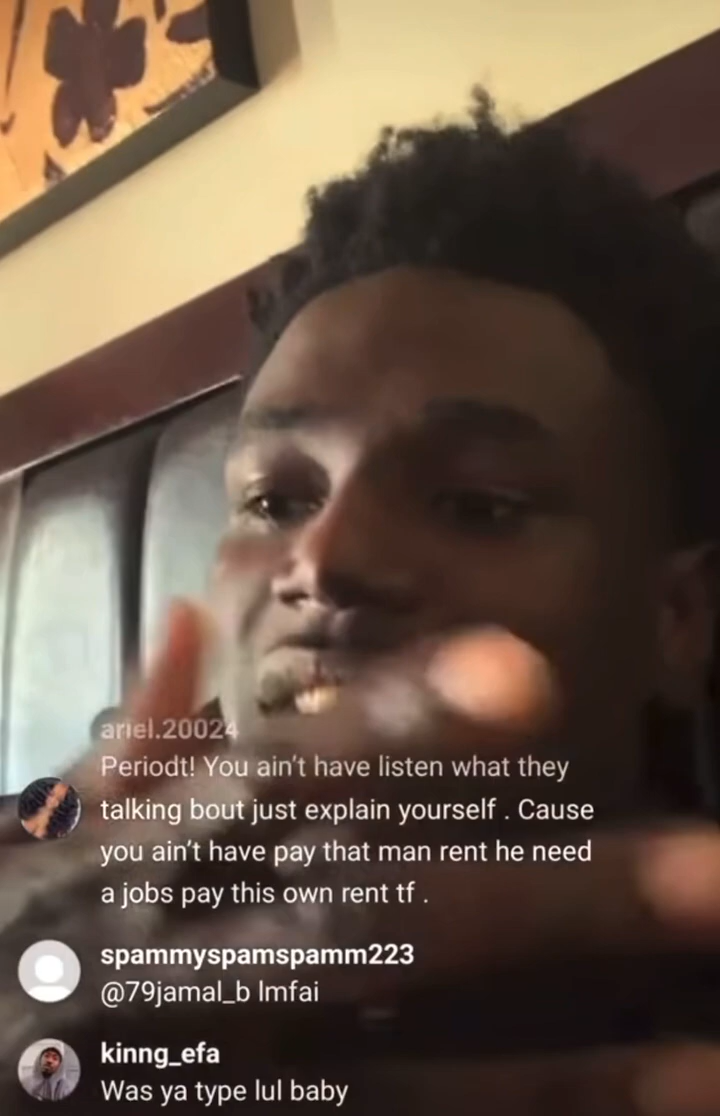 ariel.20024
Periodt! You ain't have listen what they
talking bout just explain yourself . Cause
you ain't have pay that man rent he need
a jobs pay this own rent tf .
spammyspamspamm223
@79jamal_b lmfai
kinng_efa
Was ya type lul baby